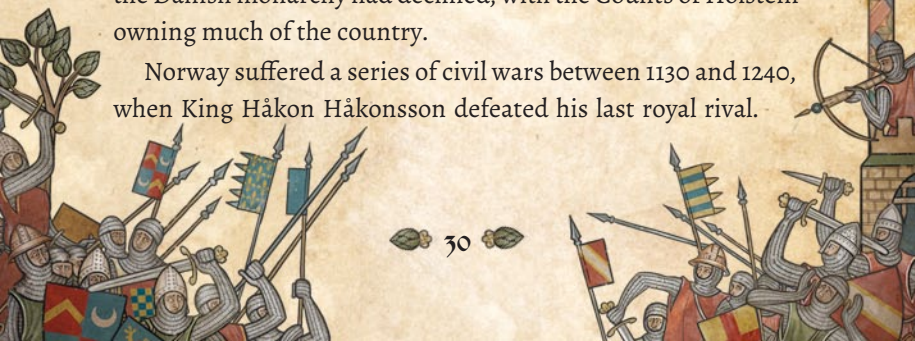 the Danish monarchy had declined, with the Counts of Holstein
owning much of the country.
Norway suffered a series of civil wars between 1130 and 1240,
when King Håkon Håkonsson defeated his last royal rival.
30